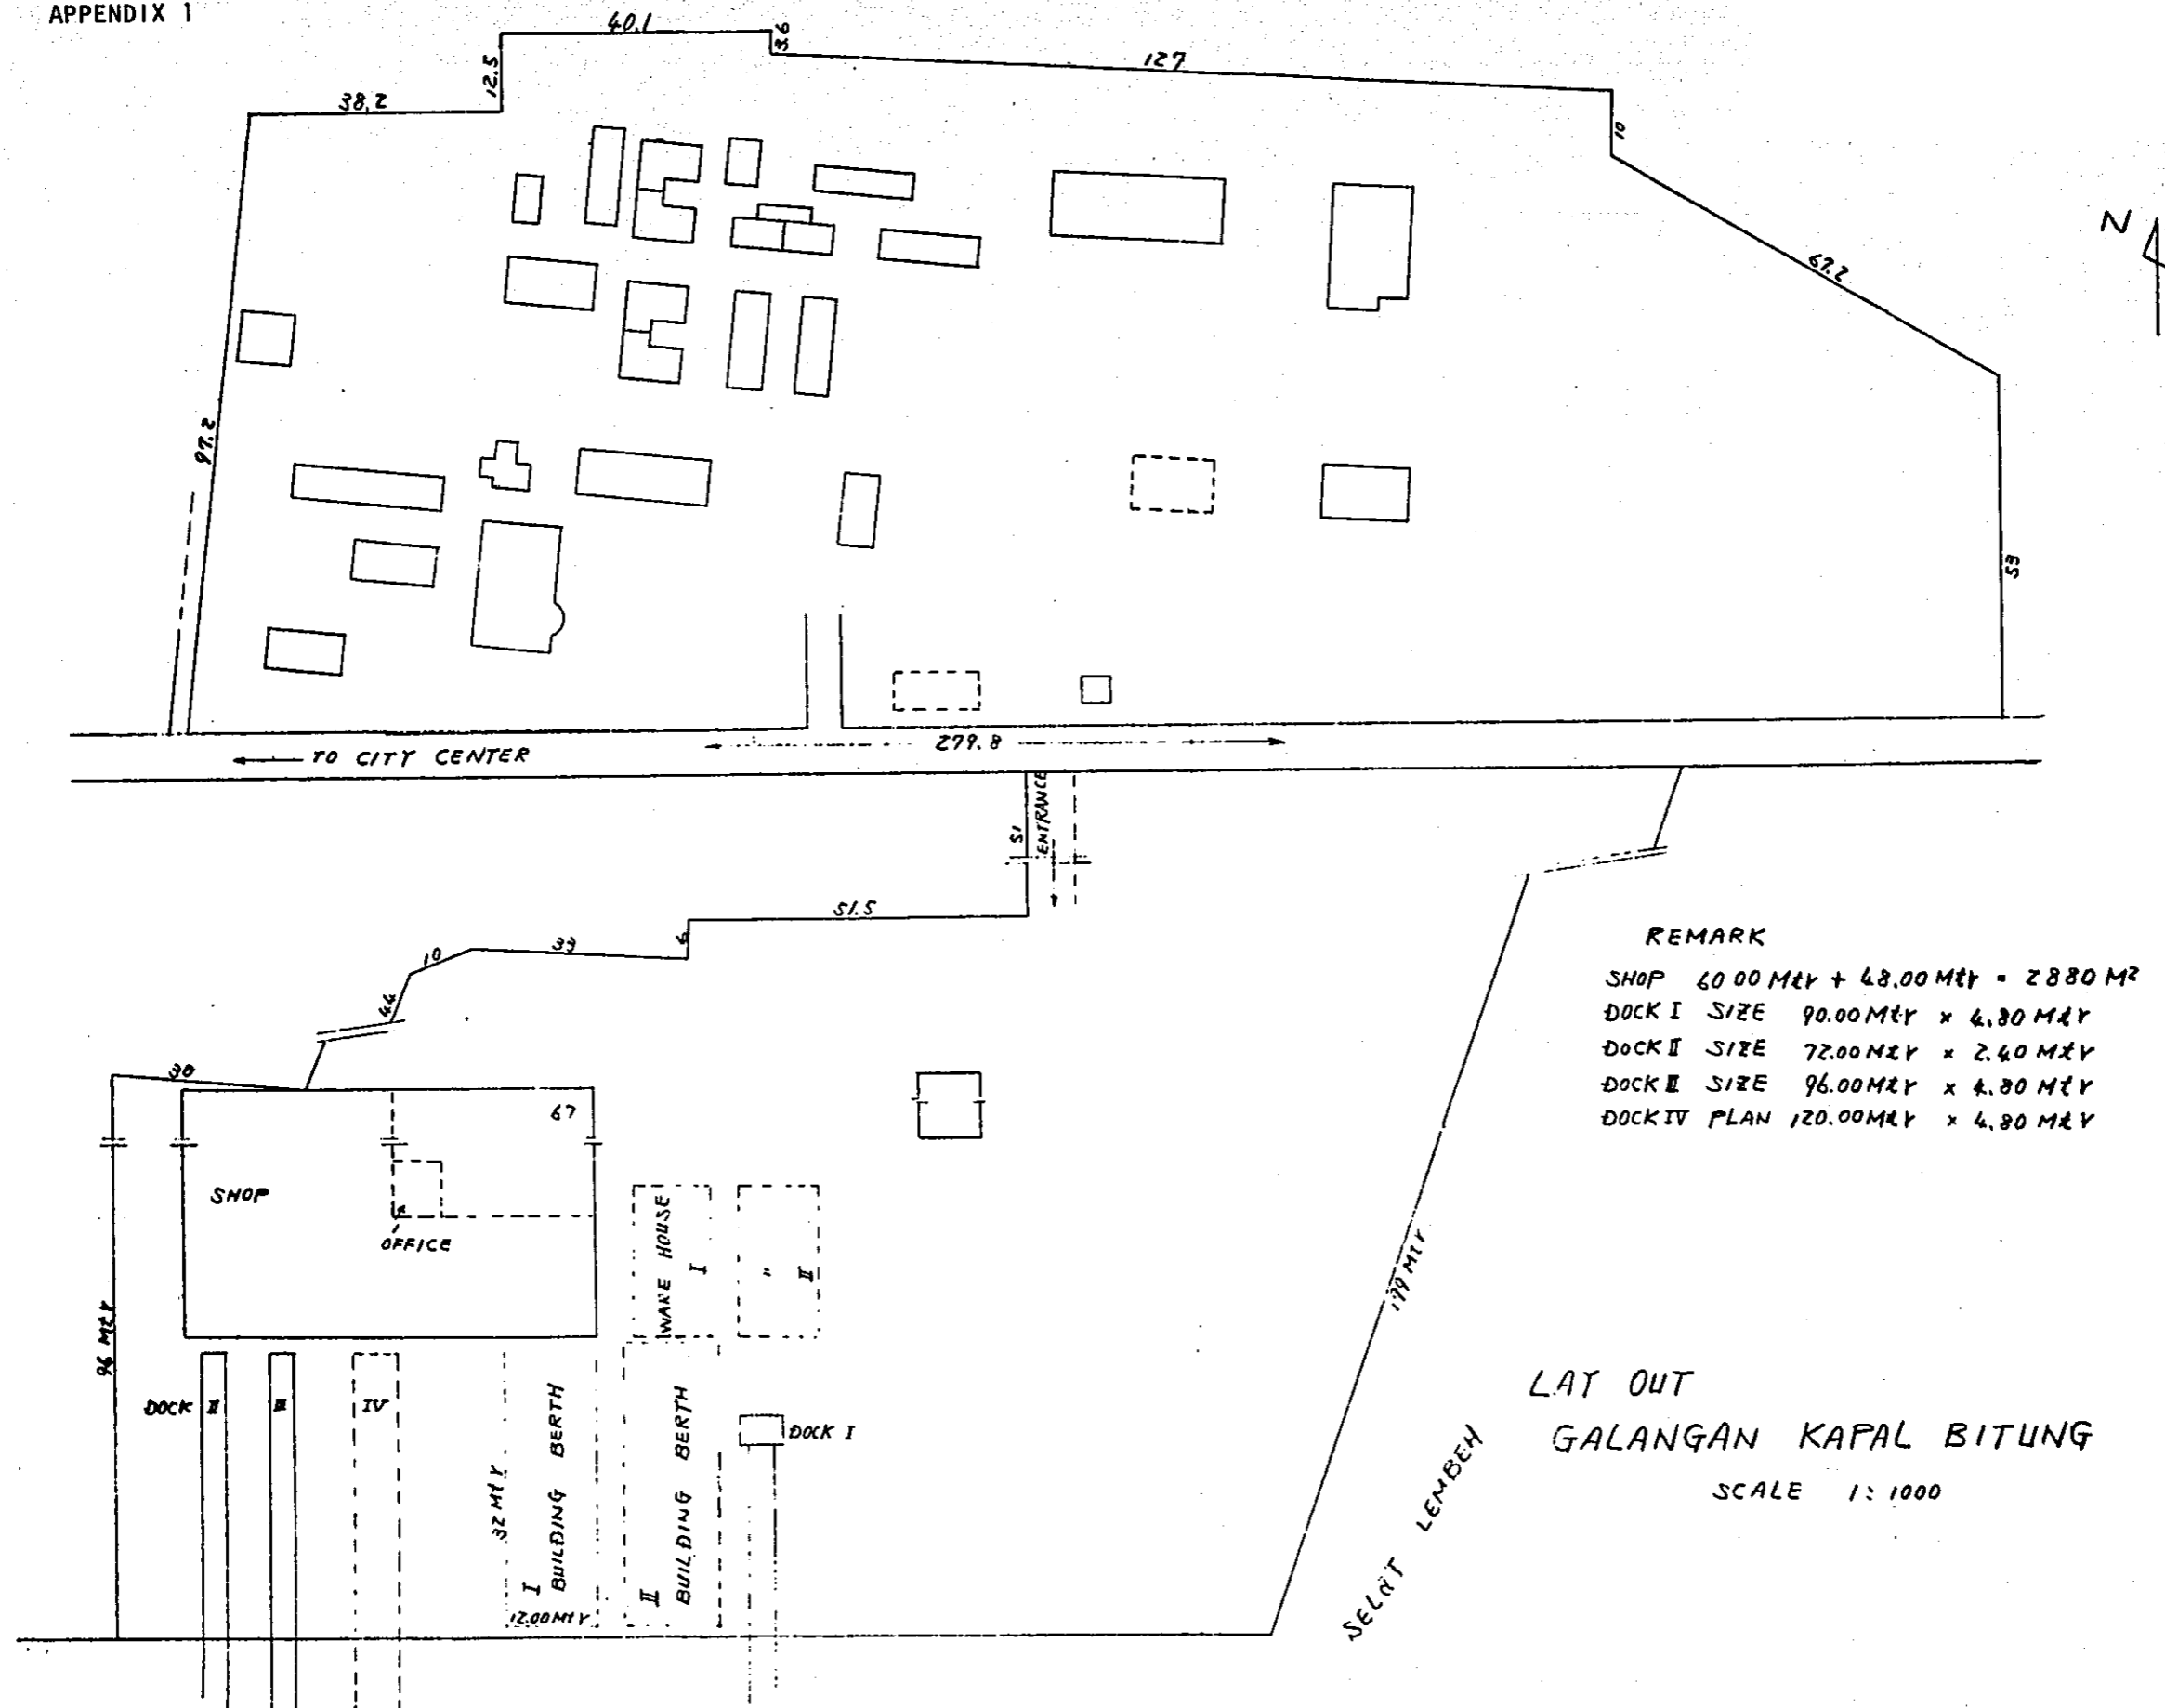 APPENDIX 1
40.1
3.6
12.5
127
38.2
10
N
67.2
97.2
53
279.8
TO CITY CENTER
51
ENTRANCE
51.5
6
33
10
44
30
67
REMARK
SHOP 60 00 Mtr + 48.00 Mtr = 2880 M2
DOCK I SIZE 90.00 Mtr x 4.80 Mtr
DOCK II SIZE 72.00 Mtr x 2.40 Mtr
DOCK III SIZE 96.00 Mtr x 4.80 Mtr
DOCK IV PLAN 120.00 Mtr x 4.80 Mtr
SHOP
OFFICE
WARE HOUSE
I
" II
96 Mtr
199 Mtr
DOCK II
III
IV
32 Mtr
I
BUILDING BERTH
12.00 Mtr
II
BUILDING BERTH
DOCK I
SELAT LEMBEH
LAY OUT
GALANGAN KAPAL BITUNG
SCALE 1: 1000